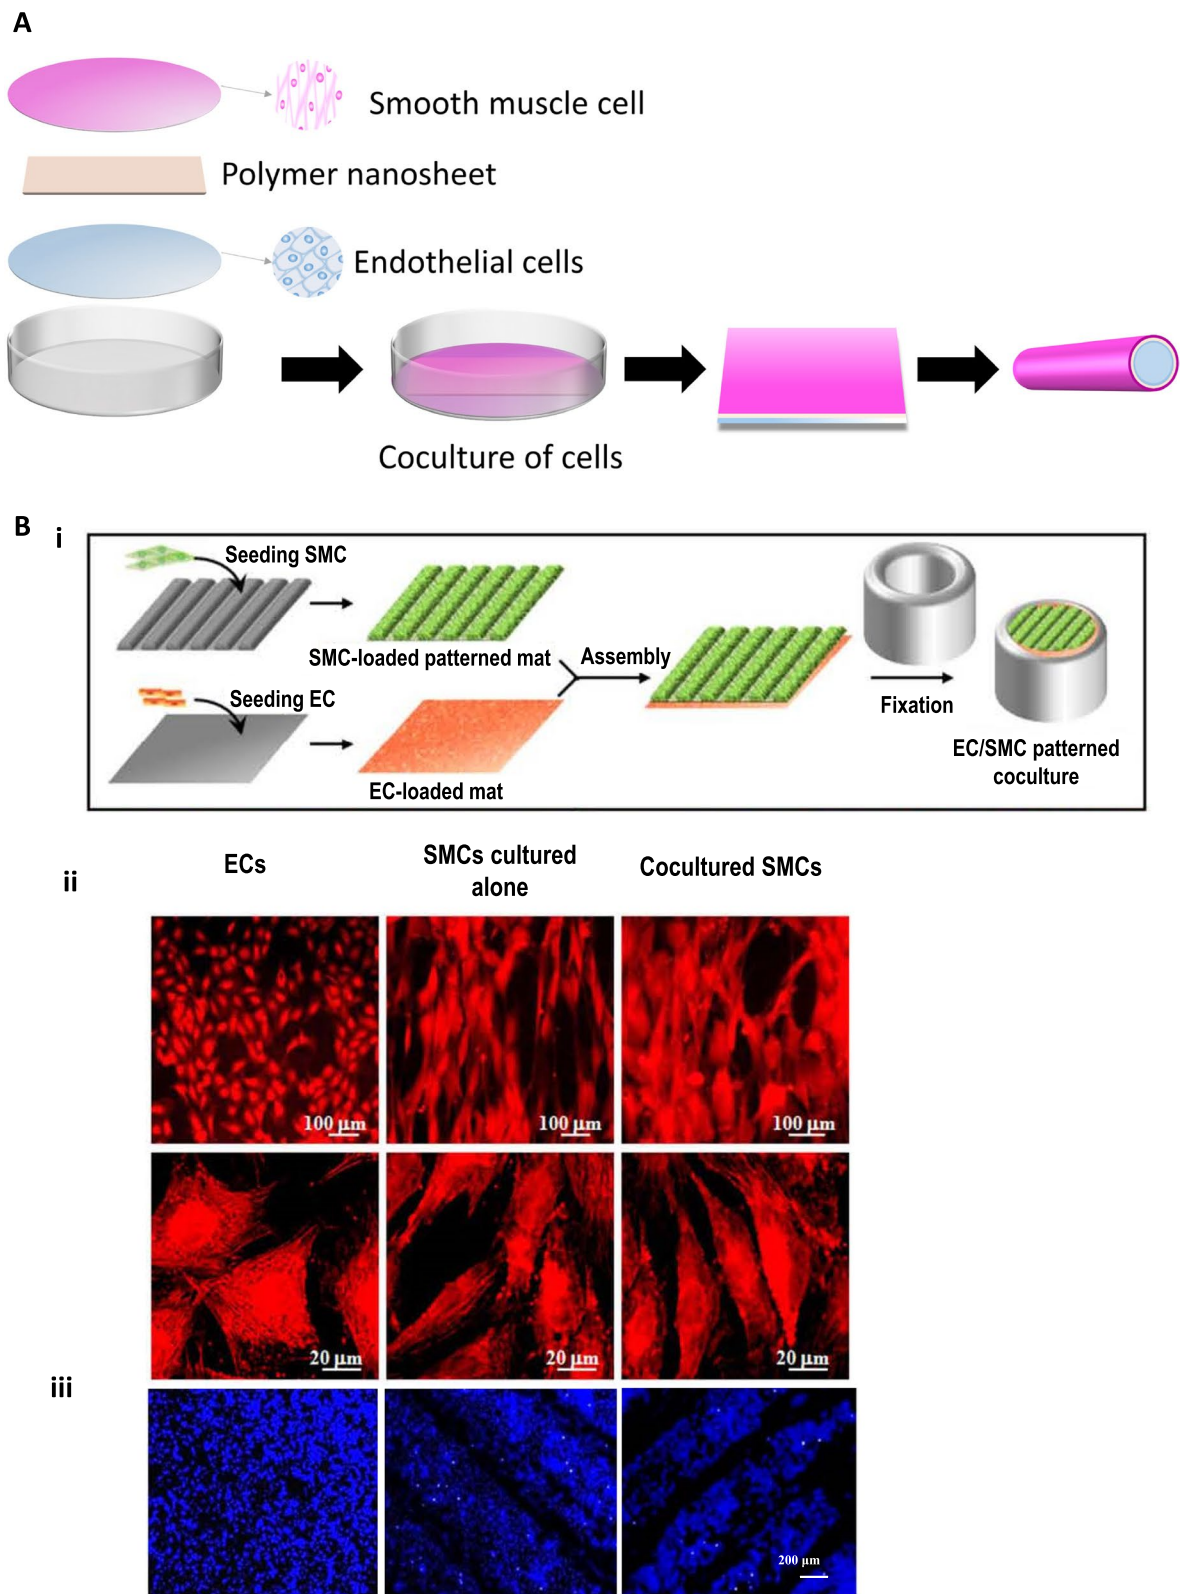 A
Smooth muscle cell
Polymer nanosheet
Endothelial cells
Coculture of cells
B
i
Seeding SMC
SMC-loaded patterned mat
Seeding EC
EC-loaded mat
Assembly
Fixation
EC/SMC patterned
coculture
ii
ECs
SMCs cultured
alone
Cocultured SMCs
100 μm
100 μm
100 μm
20 μm
20 μm
20 μm
iii
200 μm